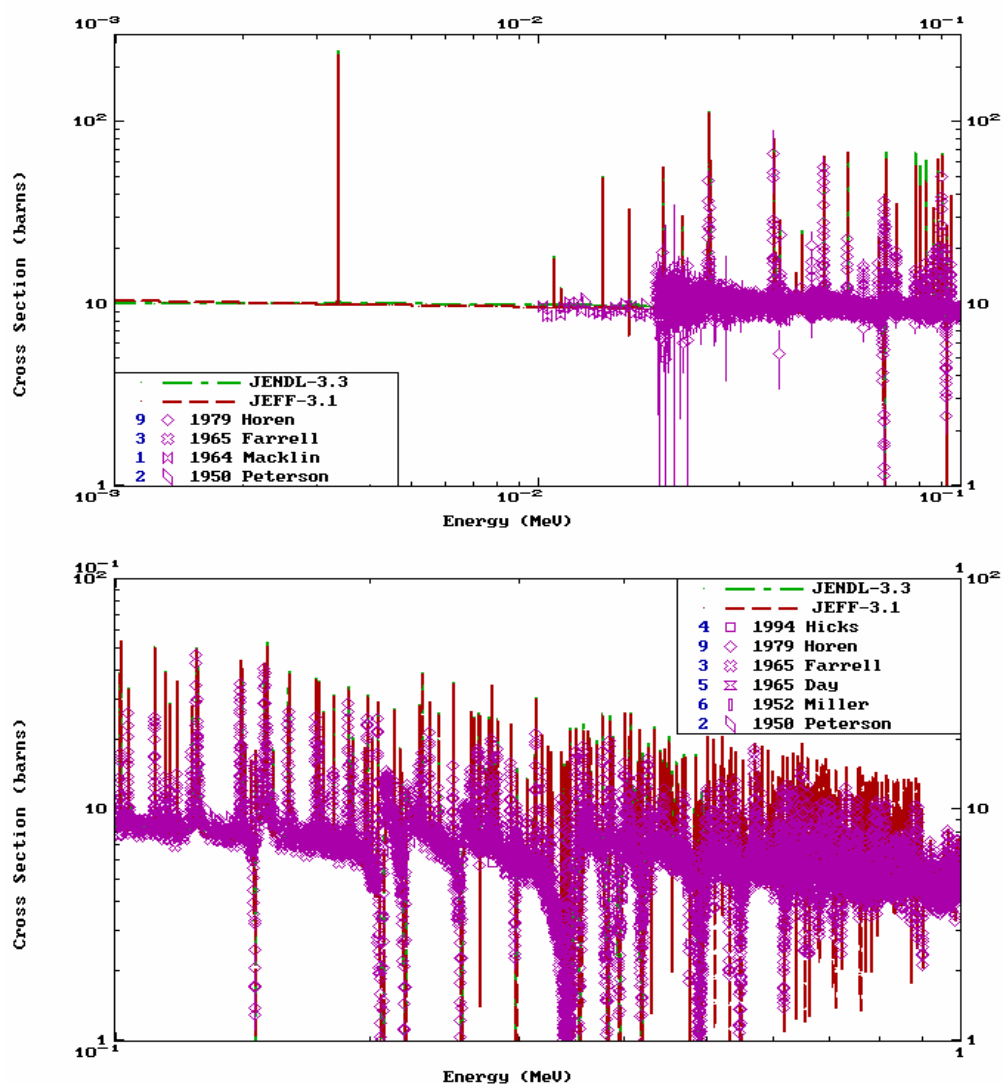 10-3 10-2 10-1
102 102
10 10
1 1
10-3 10-2 10-1
Cross Section (barns)
Energy (MeV)
JENDL-3.3
JEFF-3.1
9 1979 Horen
3 1965 Farrell
1 1964 Macklin
2 1950 Peterson
10-1 1
102 102
10 10
1 1
10-1 1
Cross Section (barns)
Energy (MeV)
JENDL-3.3
JEFF-3.1
4 1994 Hicks
9 1979 Horen
3 1965 Farrell
5 1965 Day
6 1952 Miller
2 1950 Peterson